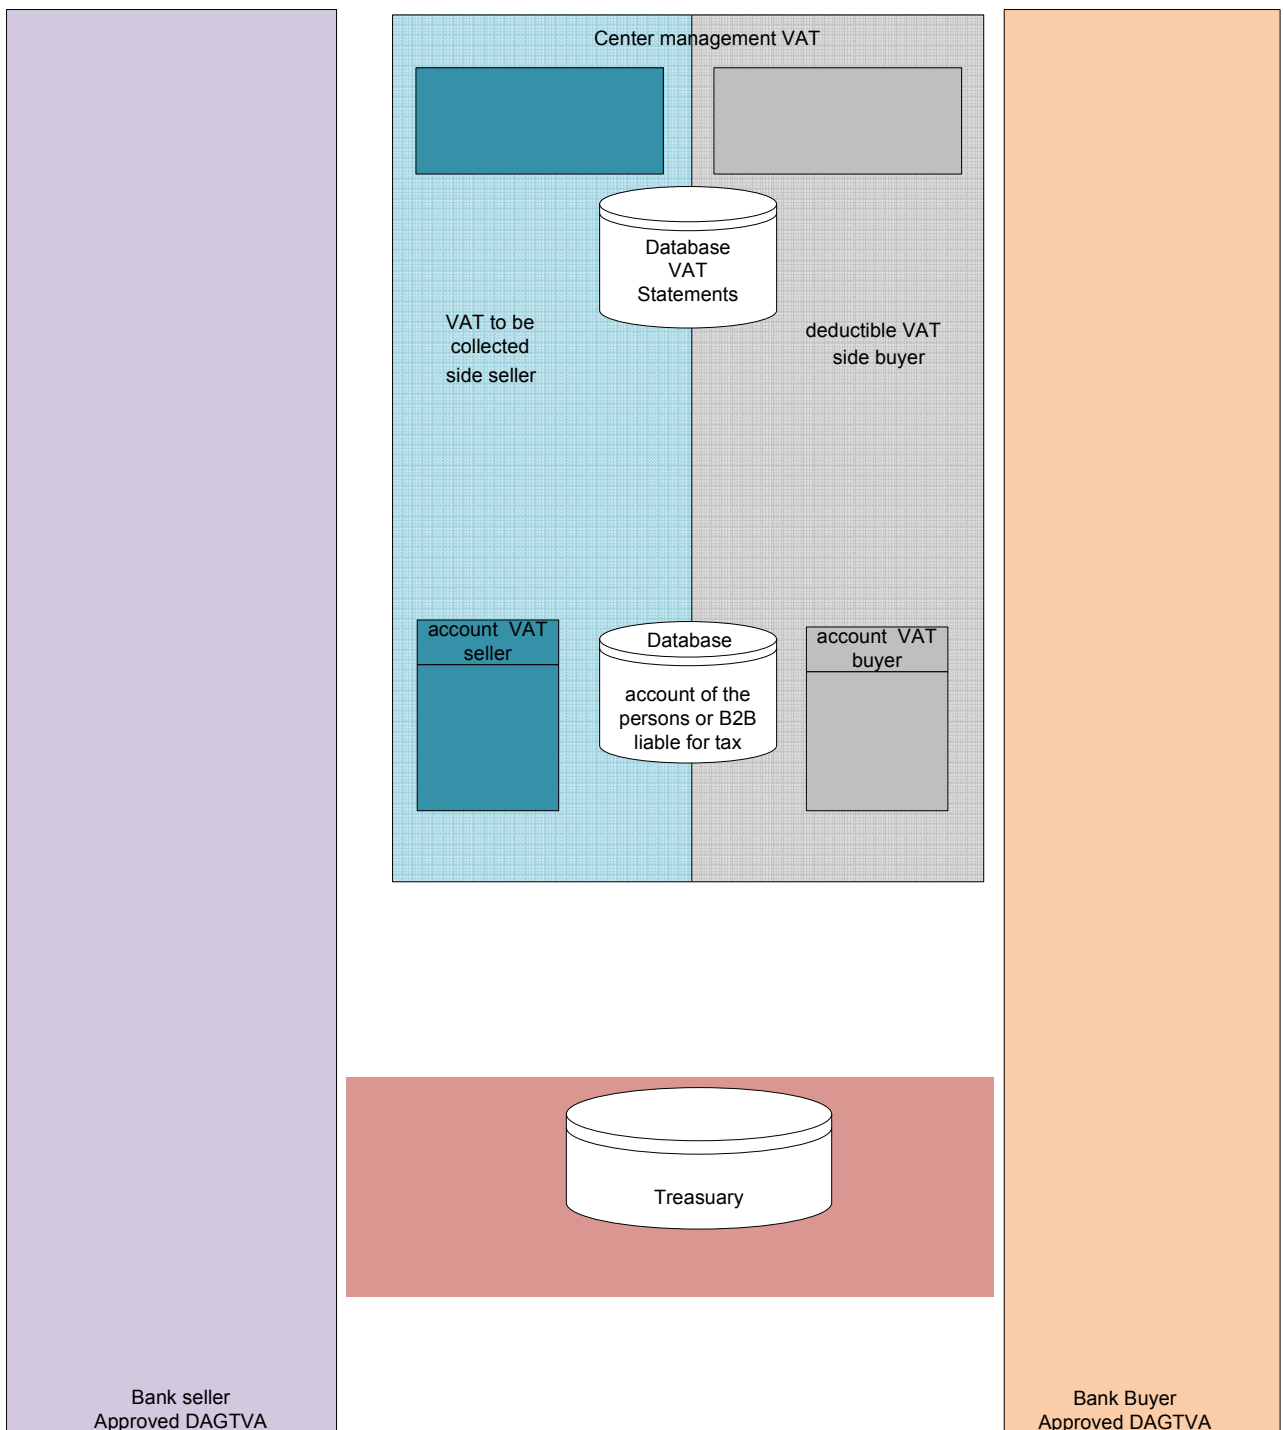 Center management VAT
Database
VAT
Statements
VAT to be
collected
side seller
deductible VAT
side buyer
account VAT
seller
Database
account of the
persons or B2B
liable for tax
account VAT
buyer
Treasuary
Bank seller
Approved DAGTVA
Bank Buyer
Approved DAGTVA